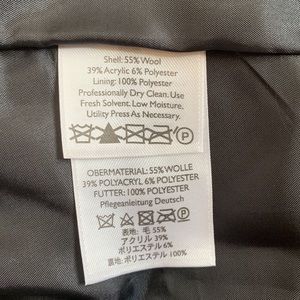 Shell: 55% Wool
39% Acrylic 6% Polyester
Lining: 100% Polyester
Professionally Dry Clean. Use
Fresh Solvent. Low Moisture.
Utility Press As Necessary.
P
OBERMATERIAL: 55% WOLLE
39% POLYACRYL 6% POLYESTER
FUTTER: 100% POLYESTER
Pflegeanleitung Deutsch
P
表地: 毛 55%
アクリル 39%
ポリエステル 6%
裏地: ポリエステル 100%